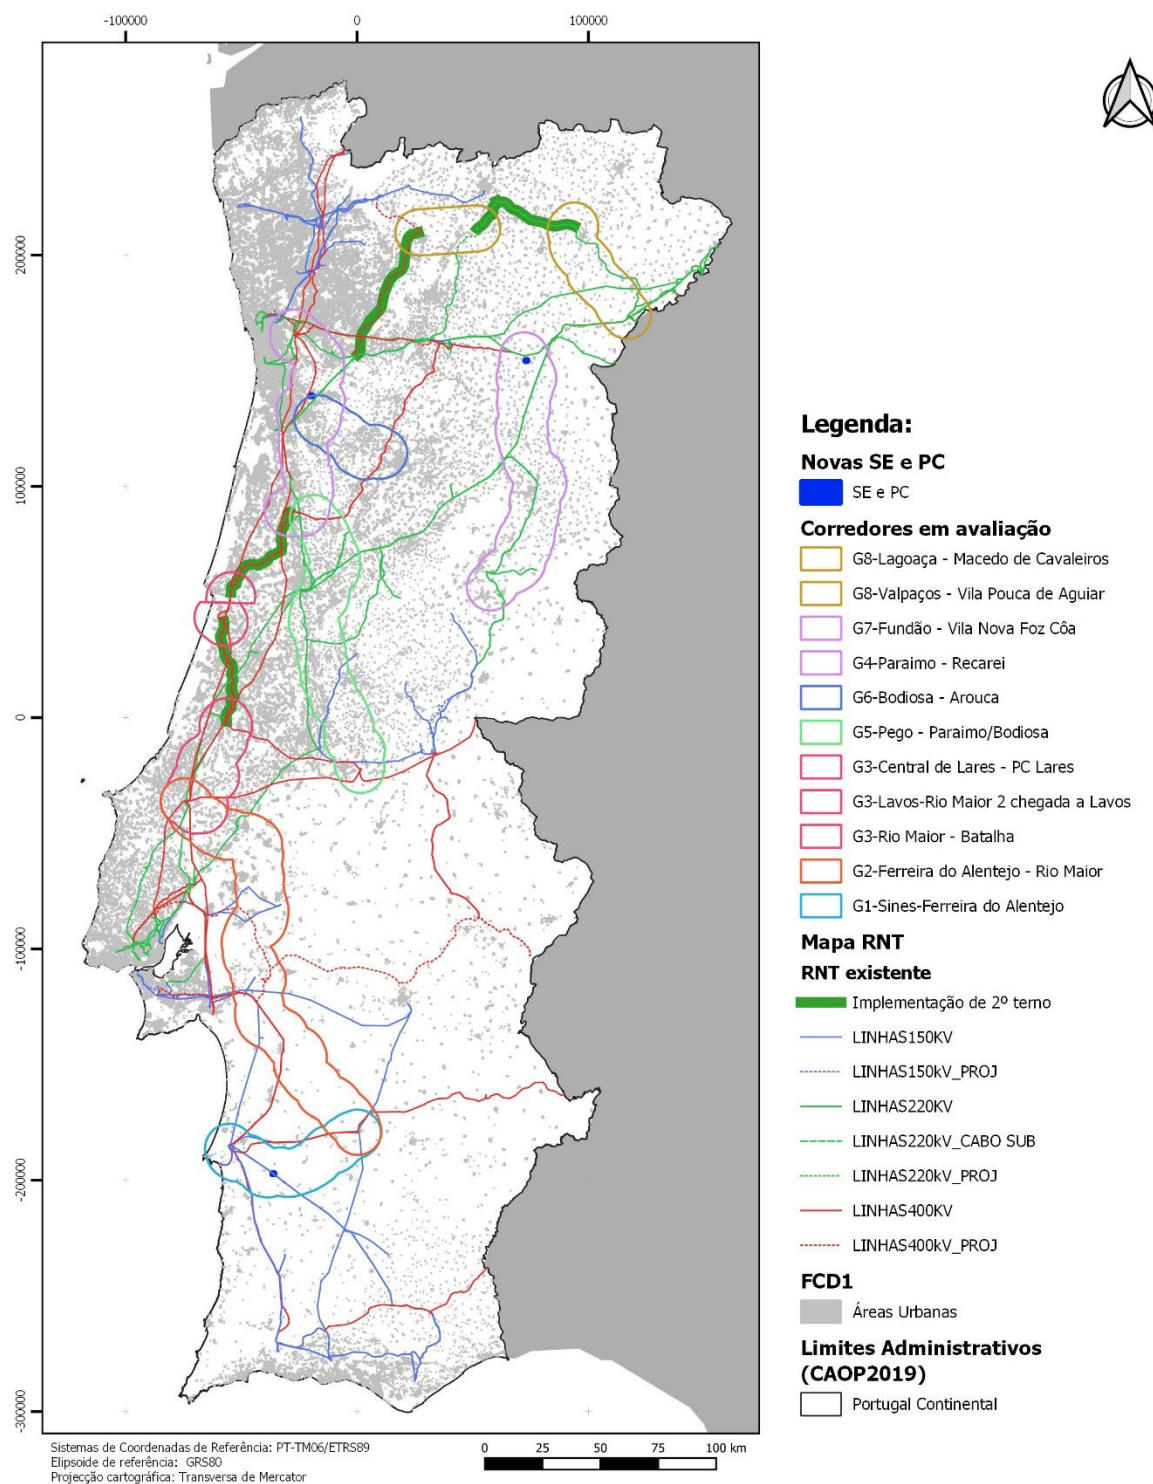 -100000 0 100000
200000
100000
0
-100000
-200000
-300000
Legenda:
Novas SE e PC
SE e PC
Corredores em avaliação
G8-Lagoaça - Macedo de Cavaleiros
G8-Valpaços - Vila Pouca de Aguiar
G7-Fundão - Vila Nova Foz Côa
G4-Paraimo - Recarei
G6-Bodiosa - Arouca
G5-Pego - Paraimo/Bodiosa
G3-Central de Lares - PC Lares
G3-Lavos-Rio Maior 2 chegada a Lavos
G3-Rio Maior - Batalha
G2-Ferreira do Alentejo - Rio Maior
G1-Sines-Ferreira do Alentejo
Mapa RNT
RNT existente
Implementação de 2º terno
LINHAS150KV
LINHAS150kV_PROJ
LINHAS220KV
LINHAS220kV_CABO SUB
LINHAS220kV_PROJ
LINHAS400KV
LINHAS400kV_PROJ
FCD1
Áreas Urbanas
Limites Administrativos
(CAOP2019)
Portugal Continental
Sistemas de Coordenadas de Referência: PT-TM06/ETRS89
Elipsoide de referência: GRS80
Projecção cartográfica: Transversa de Mercator
0 25 50 75 100 km